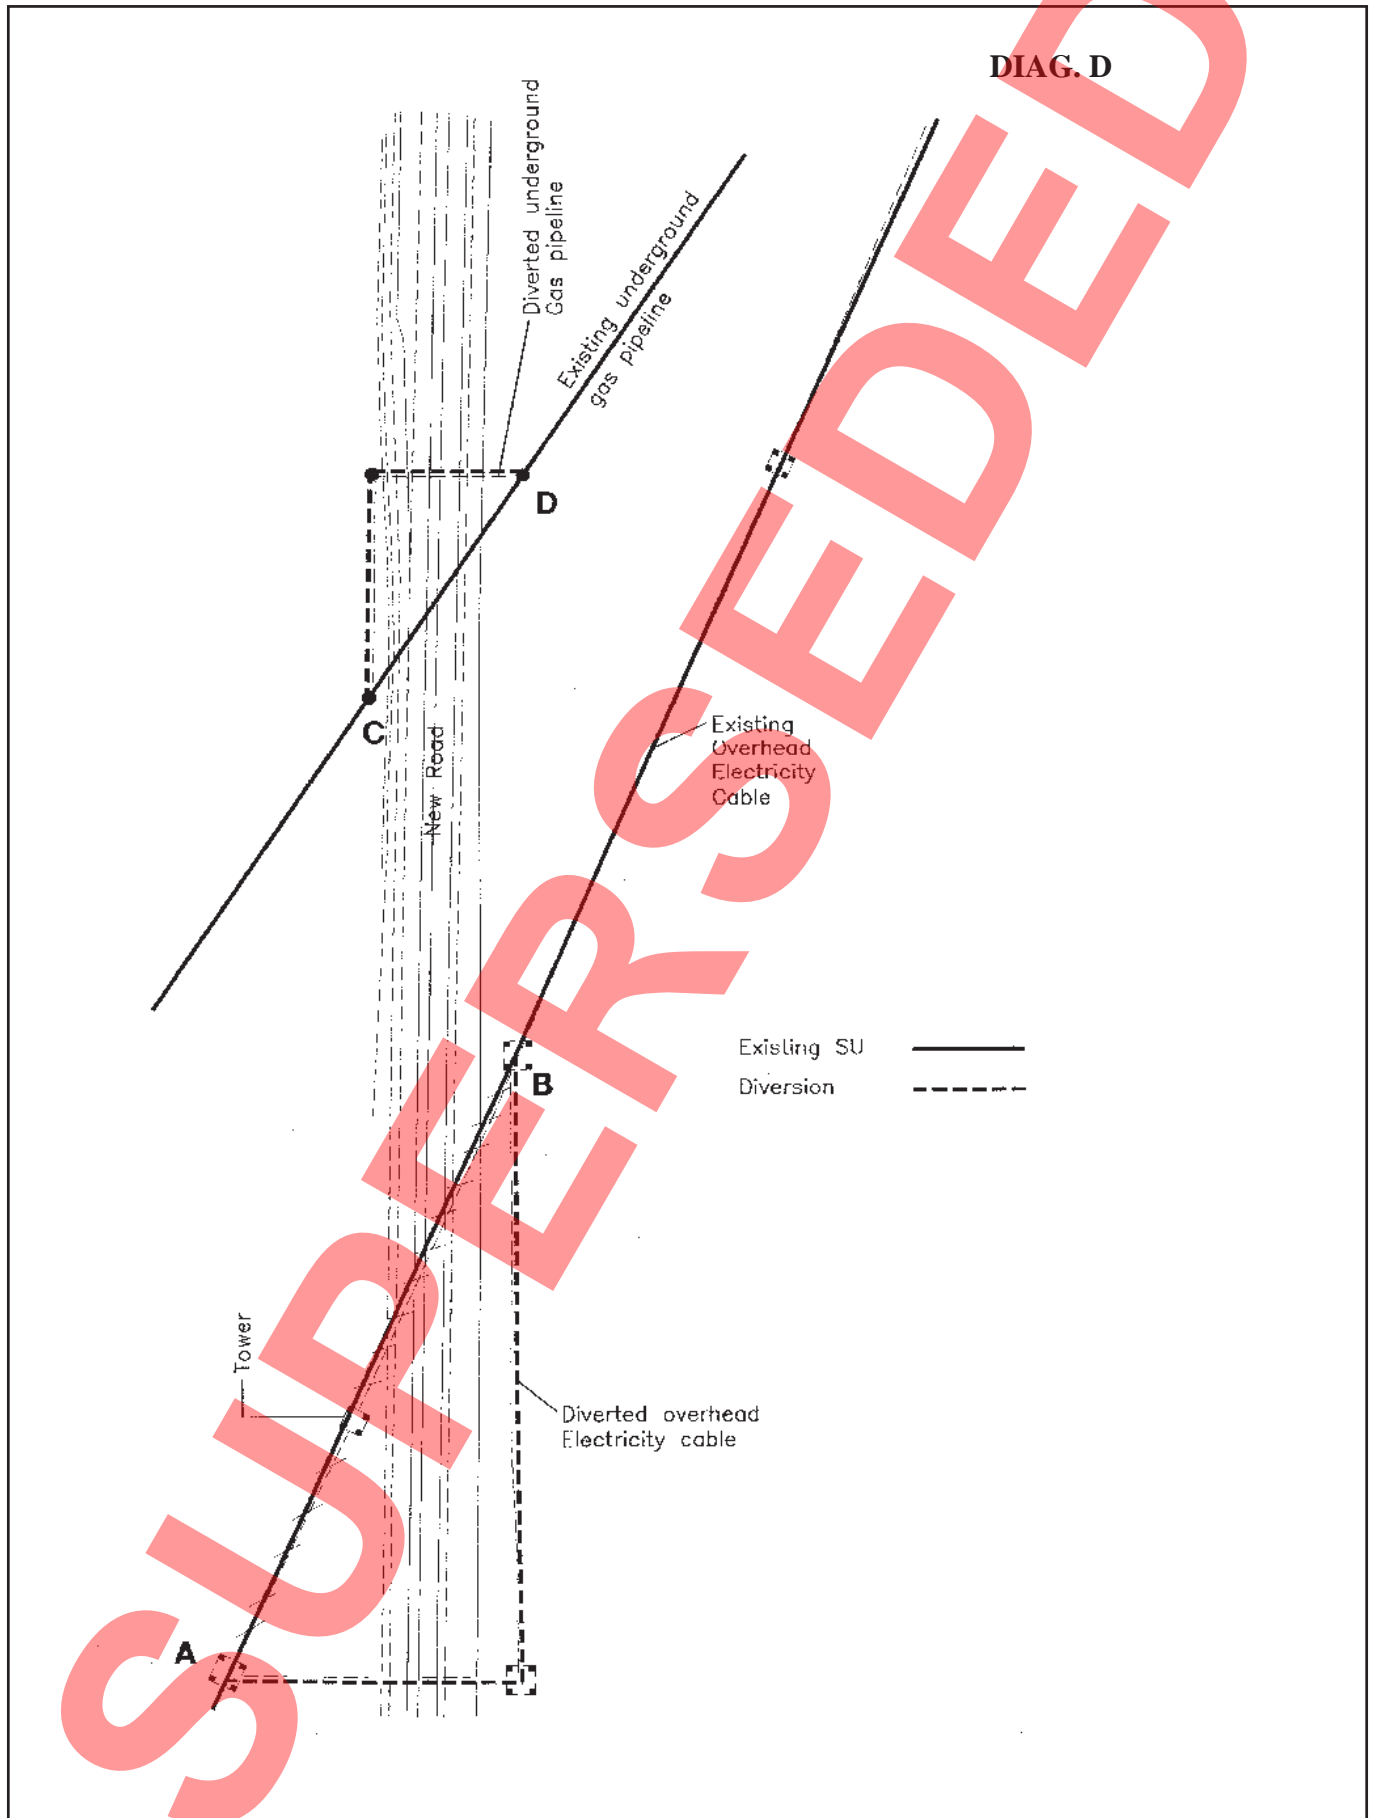 DIAG. D
Diverted underground
Gas pipeline
Existing underground
gas pipeline
D
C
New Road
Existing
Overhead
Electricity
Cable
Existing SU
Diversion
B
Tower
Diverted overhead
Electricity cable
A
SUPERSEDED